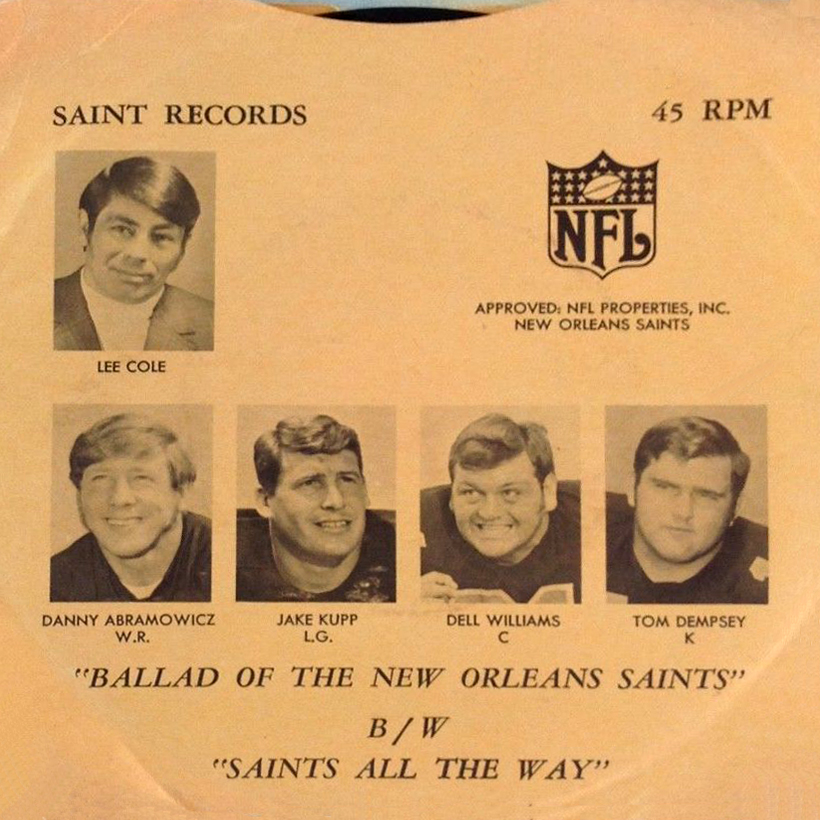 SAINT RECORDS
45 RPM
NFL
APPROVED: NFL PROPERTIES, INC.
NEW ORLEANS SAINTS
LEE COLE
DANNY ABRAMOWICZ
W.R.
JAKE KUPP
L.G.
DELL WILLIAMS
C
TOM DEMPSEY
K
"BALLAD OF THE NEW ORLEANS SAINTS"
B/W
"SAINTS ALL THE WAY"